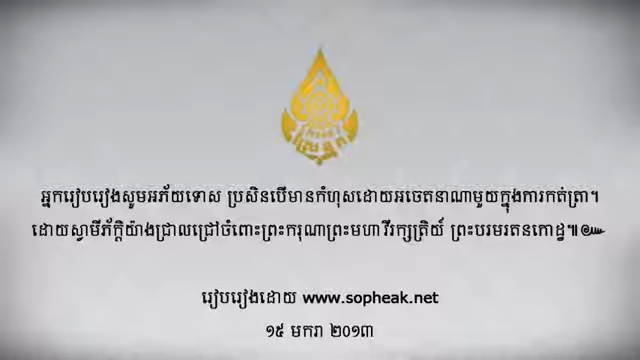 អ្នករៀបរៀងសូមអភ័យទោស ប្រសិនបើមានកំហុសដោយអចេតនាណាមួយក្នុងការកត់ត្រា។
ដោយស្វាមីភ័ក្តិយ៉ាងជ្រាលជ្រៅចំពោះព្រះករុណាព្រះមហាវីរក្សត្រិយ៍ ព្រះបរមរតនកោដ្ឋ៕
រៀបរៀងដោយ www.sopheak.net
១៥ មករា ២០១៣